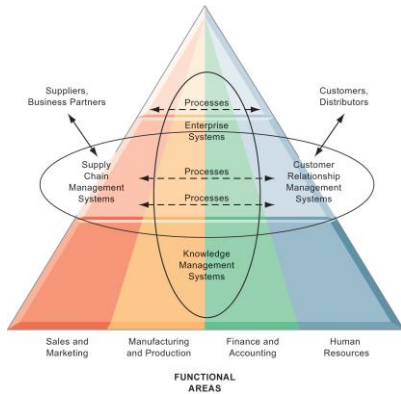 Processes
Suppliers,
Business Partners
Customers,
Distributors
Enterprise
Systems
Supply
Chain
Management
Systems
Processes
Processes
Customer
Relationship
Management
Systems
Knowledge
Management
Systems
Sales and
Marketing
Manufacturing
and Production
Finance and
Accounting
Human
Resources
FUNCTIONAL
AREAS